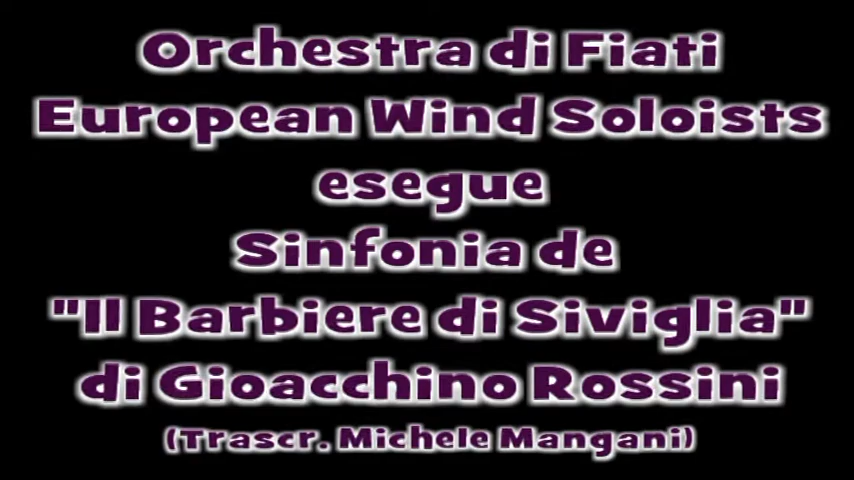 Orchestra di Fiati
European Wind Soloists
esegue
Sinfonia de
"Il Barbiere di Siviglia"
di Gioacchino Rossini
(Trascr. Michele Mangani)